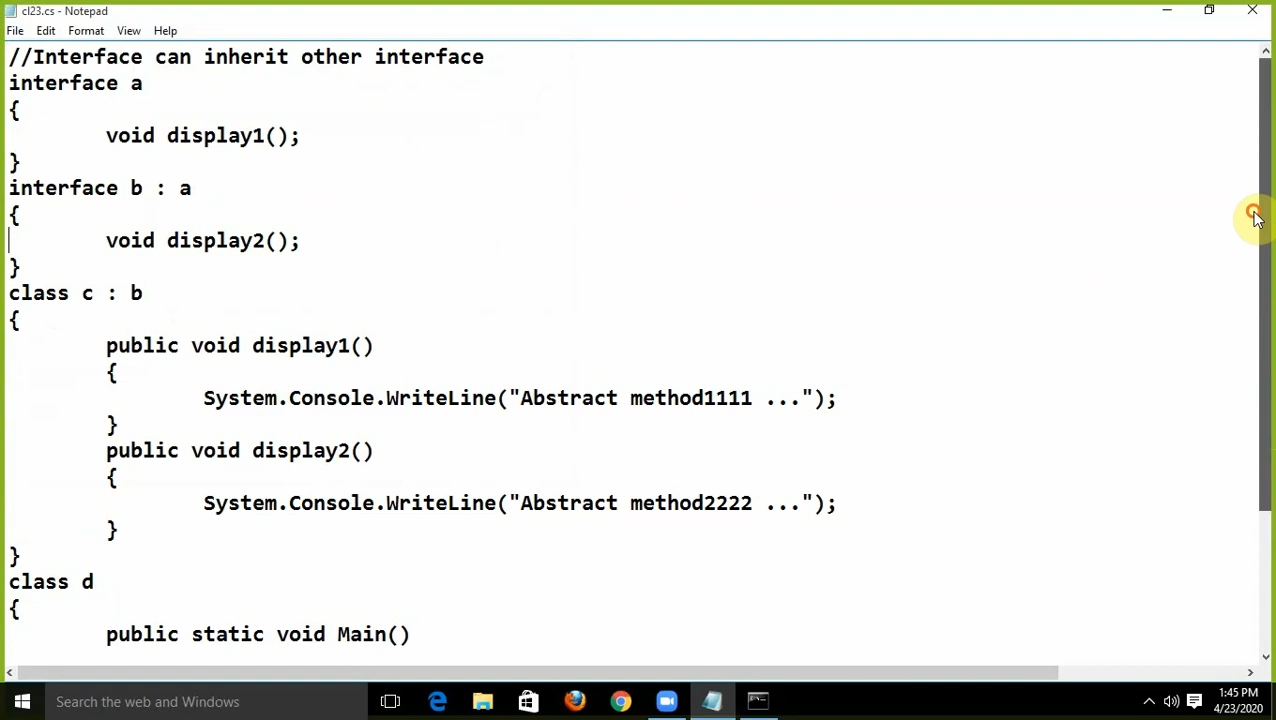 cl23.cs - Notepad
File Edit Format View Help
//Interface can inherit other interface
interface a
{
void display1();
}
interface b : a
{
void display2();
}
class c : b
{
public void display1()
{
System.Console.WriteLine("Abstract method1111 ...");
}
public void display2()
{
System.Console.WriteLine("Abstract method2222 ...");
}
}
class d
{
public static void Main()
Search the web and Windows
1:45 PM
4/23/2020